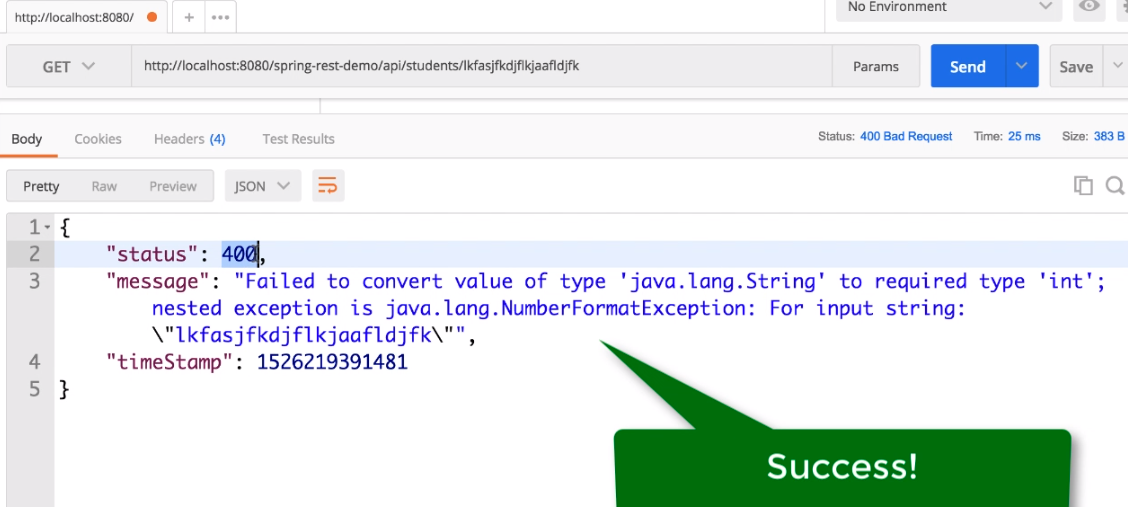 http://localhost:8080/
No Environment
GET http://localhost:8080/spring-rest-demo/api/students/lkfasjfkdjflkjaafldjfk Params Send Save
Body Cookies Headers (4) Test Results Status: 400 Bad Request Time: 25 ms Size: 383 B
Pretty Raw Preview JSON
1 {
2 "status": 400,
3 "message": "Failed to convert value of type 'java.lang.String' to required type 'int';
nested exception is java.lang.NumberFormatException: For input string:
\"lkfasjfkdjflkjaafldjfk\"",
4 "timeStamp": 1526219391481
5 }
Success!